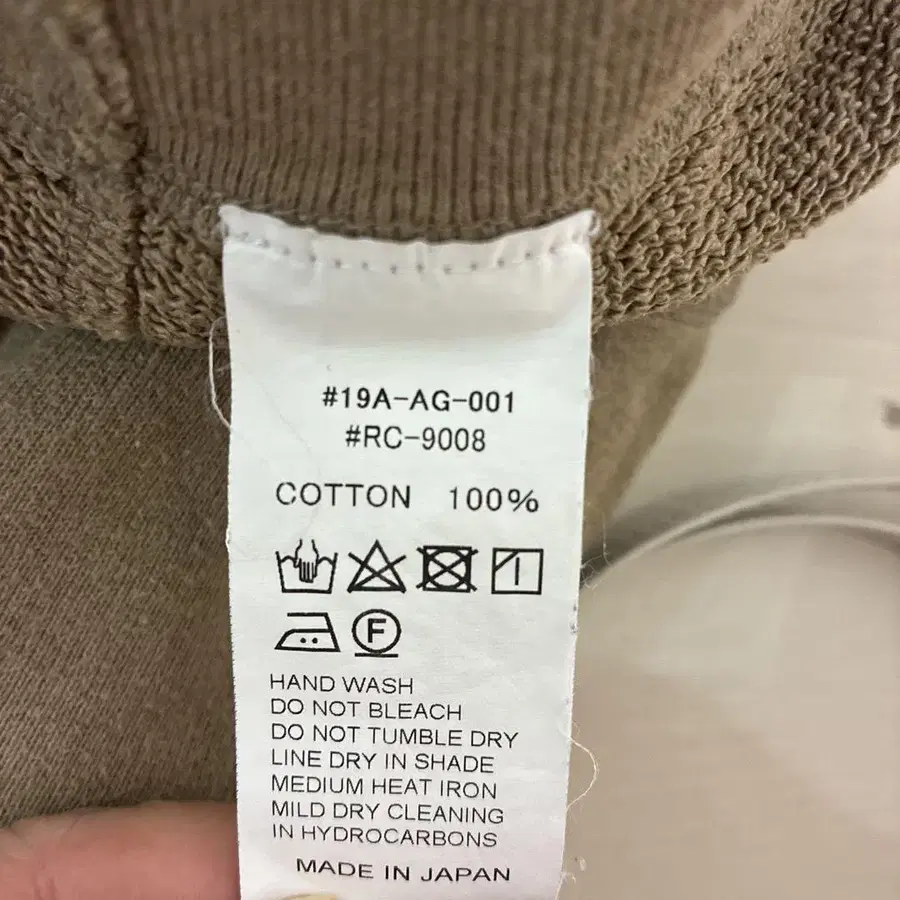 #19A-AG-001
#RC-9008
COTTON 100%
F
HAND WASH
DO NOT BLEACH
DO NOT TUMBLE DRY
LINE DRY IN SHADE
MEDIUM HEAT IRON
MILD DRY CLEANING
IN HYDROCARBONS
MADE IN JAPAN